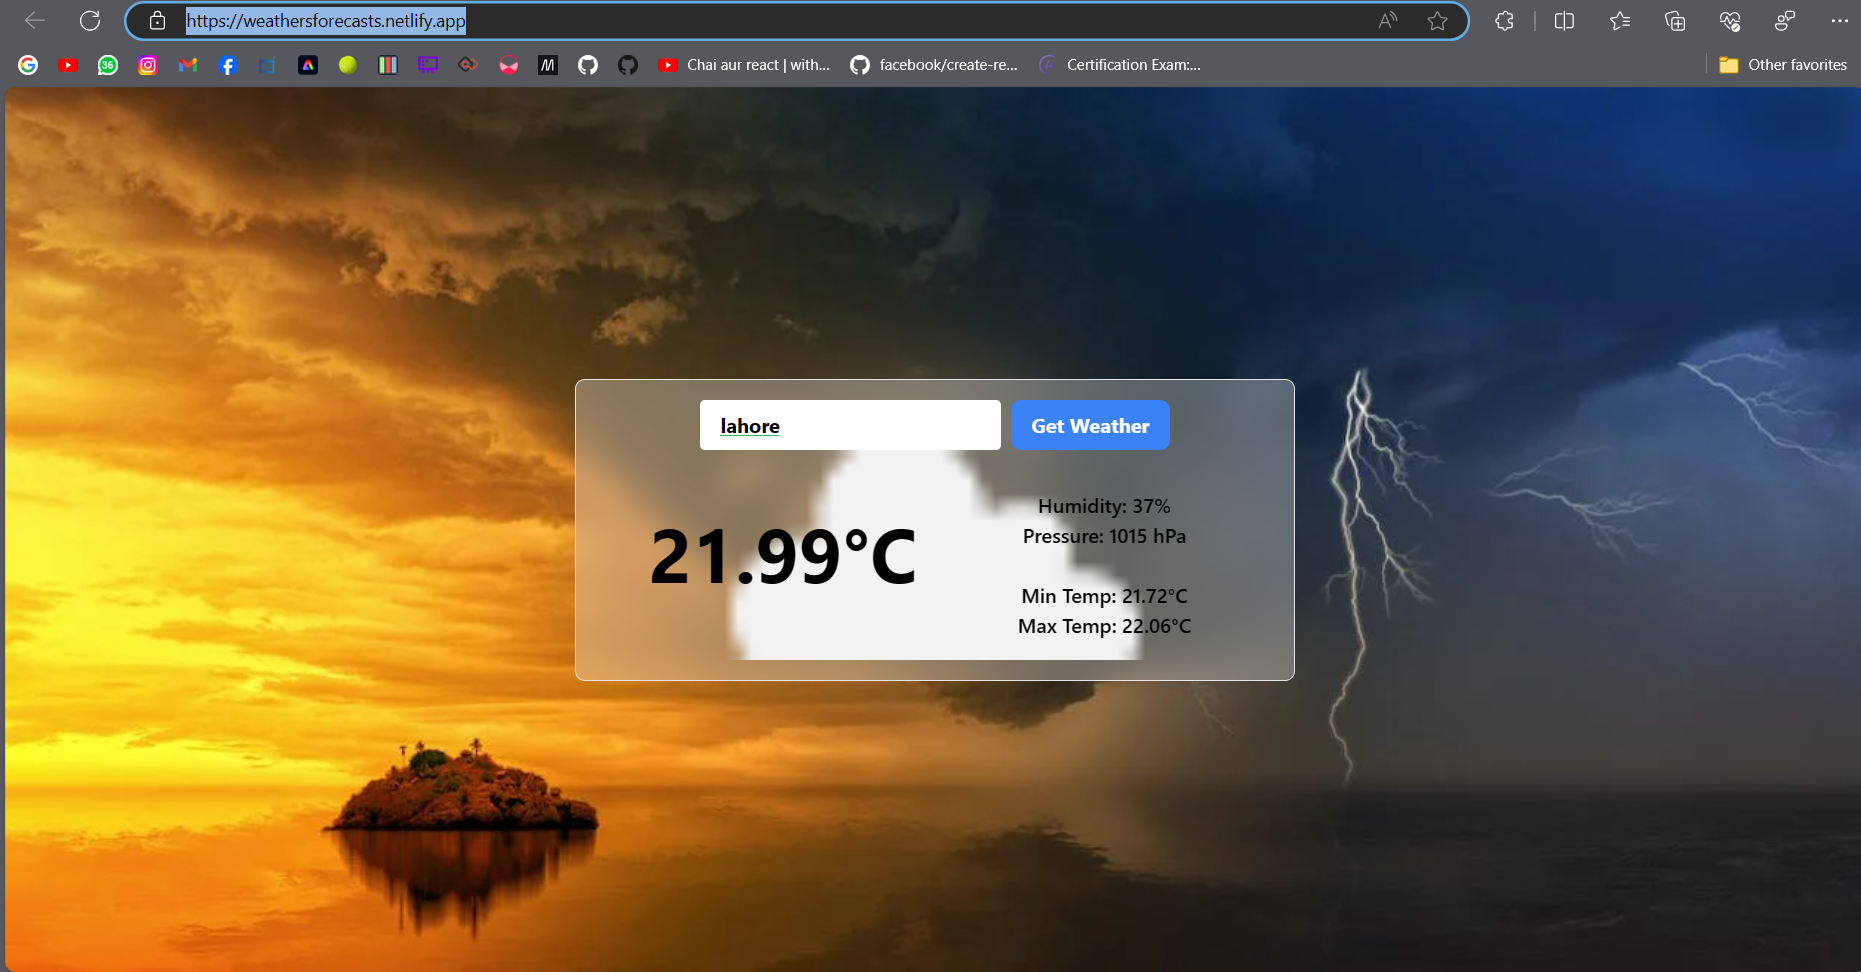 https://weathersforecasts.netlify.app
36
M
Chai aur react | with...
facebook/create-re...
Certification Exam:...
Other favorites
lahore
Get Weather
21.99°C
Humidity: 37%
Pressure: 1015 hPa
Min Temp: 21.72°C
Max Temp: 22.06°C